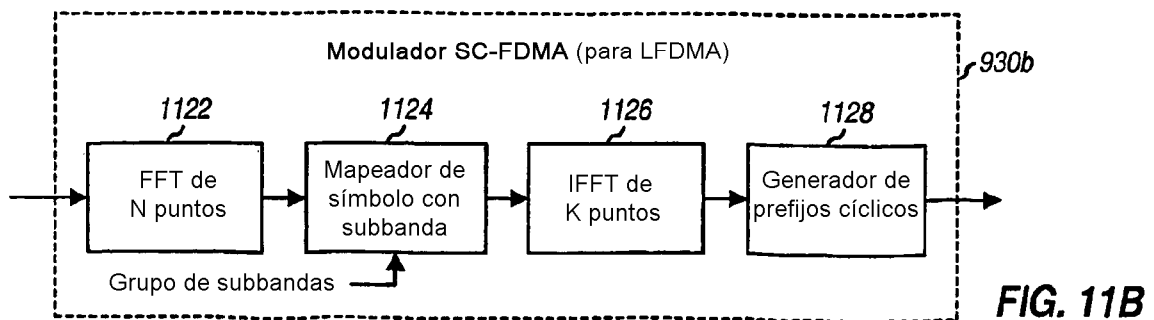 Modulador SC-FDMA (para LFDMA)
930b
1122
1124
1126
1128
FFT de
N puntos
Mapeador de
símbolo con
subbanda
IFFT de
K puntos
Generador de
prefijos cíclicos
Grupo de subbandas
FIG. 11B